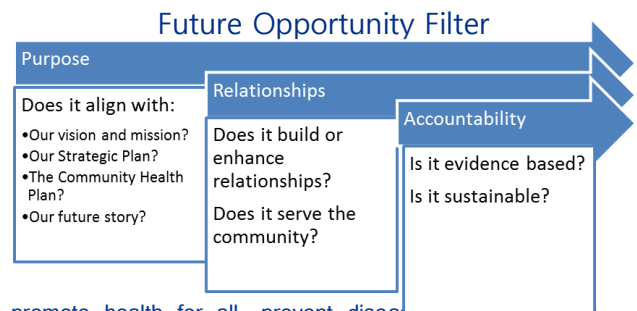 Future Opportunity Filter
Purpose
Does it align with:
•Our vision and mission?
•Our Strategic Plan?
•The Community Health
Plan?
•Our future story?
Relationships
Does it build or
enhance
relationships?
Does it serve the
community?
Accountability
Is it evidence based?
Is it sustainable?
promote health for all, prevent